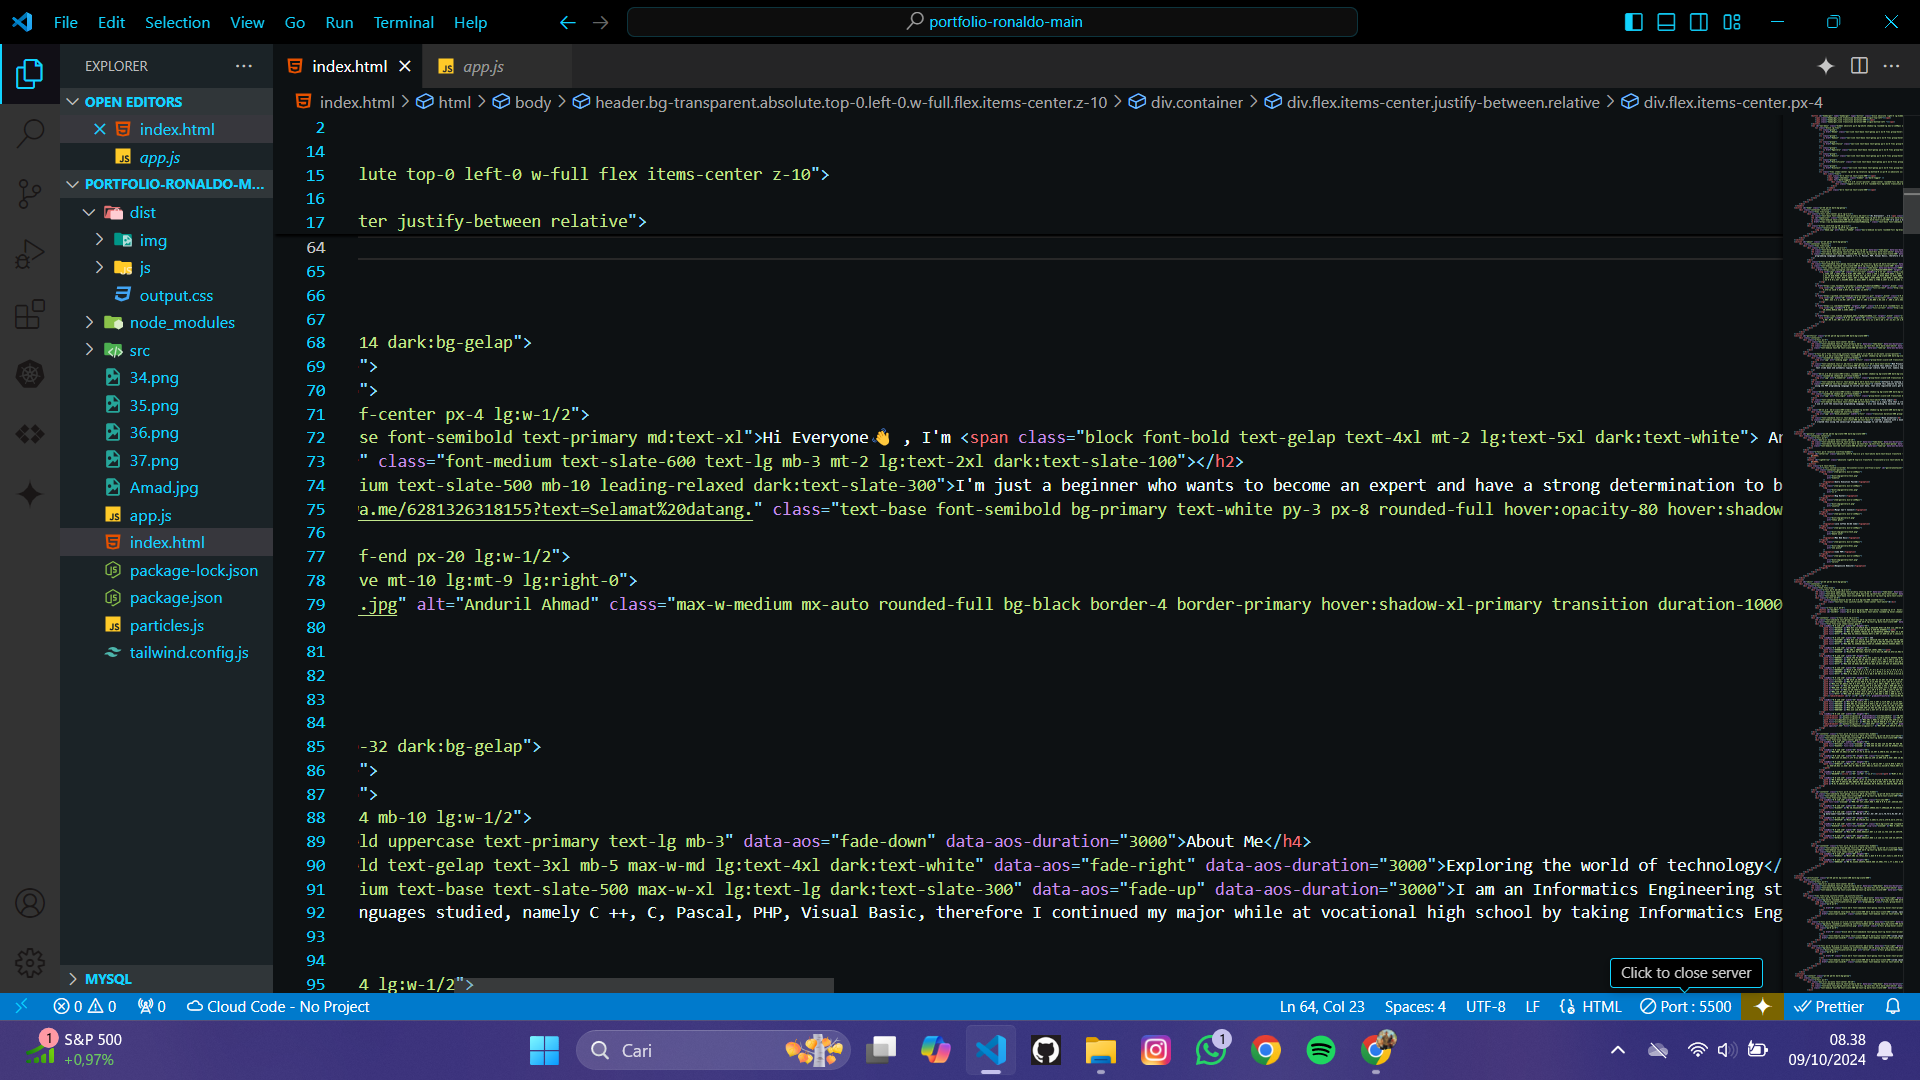 File Edit Selection View Go Run Terminal Help
portfolio-ronaldo-main
EXPLORER
OPEN EDITORS
index.html
app.js
PORTFOLIO-RONALDO-M...
dist
img
js
output.css
node_modules
src
34.png
35.png
36.png
37.png
Amad.jpg
app.js
index.html
package-lock.json
package.json
particles.js
tailwind.config.js
MYSQL
index.html
app.js
index.html > html > body > header.bg-transparent.absolute.top-0.left-0.w-full.flex.items-center.z-10 > div.container > div.flex.items-center.justify-between.relative > div.flex.items-center.px-4
2
14
15 lute top-0 left-0 w-full flex items-center z-10">
16
17 ter justify-between relative">
64
65
66
67
68 14 dark:bg-gelap">
69 ">
70 ">
71 f-center px-4 lg:w-1/2">
72 se font-semibold text-primary md:text-xl">Hi Everyone👋 , I'm <span class="block font-bold text-gelap text-4xl mt-2 lg:text-5xl dark:text-white"> Ar
73 " class="font-medium text-slate-600 text-lg mb-3 mt-2 lg:text-2xl dark:text-slate-100"></h2>
74 ium text-slate-500 mb-10 leading-relaxed dark:text-slate-300">I'm just a beginner who wants to become an expert and have a strong determination to b
75 a.me/6281326318155?text=Selamat%20datang." class="text-base font-semibold bg-primary text-white py-3 px-8 rounded-full hover:opacity-80 hover:shadow
76
77 f-end px-20 lg:w-1/2">
78 ve mt-10 lg:mt-9 lg:right-0">
79 .jpg" alt="Anduril Ahmad" class="max-w-medium mx-auto rounded-full bg-black border-4 border-primary hover:shadow-xl-primary transition duration-1000
80
81
82
83
84
85 -32 dark:bg-gelap">
86 ">
87 ">
88 4 mb-10 lg:w-1/2">
89 ld uppercase text-primary text-lg mb-3" data-aos="fade-down" data-aos-duration="3000">About Me</h4>
90 ld text-gelap text-3xl mb-5 max-w-md lg:text-4xl dark:text-white" data-aos="fade-right" data-aos-duration="3000">Exploring the world of technology</
91 ium text-base text-slate-500 max-w-xl lg:text-lg dark:text-slate-300" data-aos="fade-up" data-aos-duration="3000">I am an Informatics Engineering st
92 nguages studied, namely C ++, C, Pascal, PHP, Visual Basic, therefore I continued my major while at vocational high school by taking Informatics Eng
93
94
95 4 lg:w-1/2">
Click to close server
0 0 0 Cloud Code - No Project
Ln 64, Col 23 Spaces: 4 UTF-8 LF HTML Port : 5500 Prettier
1
S&P 500
+0,97%
Cari
1
08.38
09/10/2024